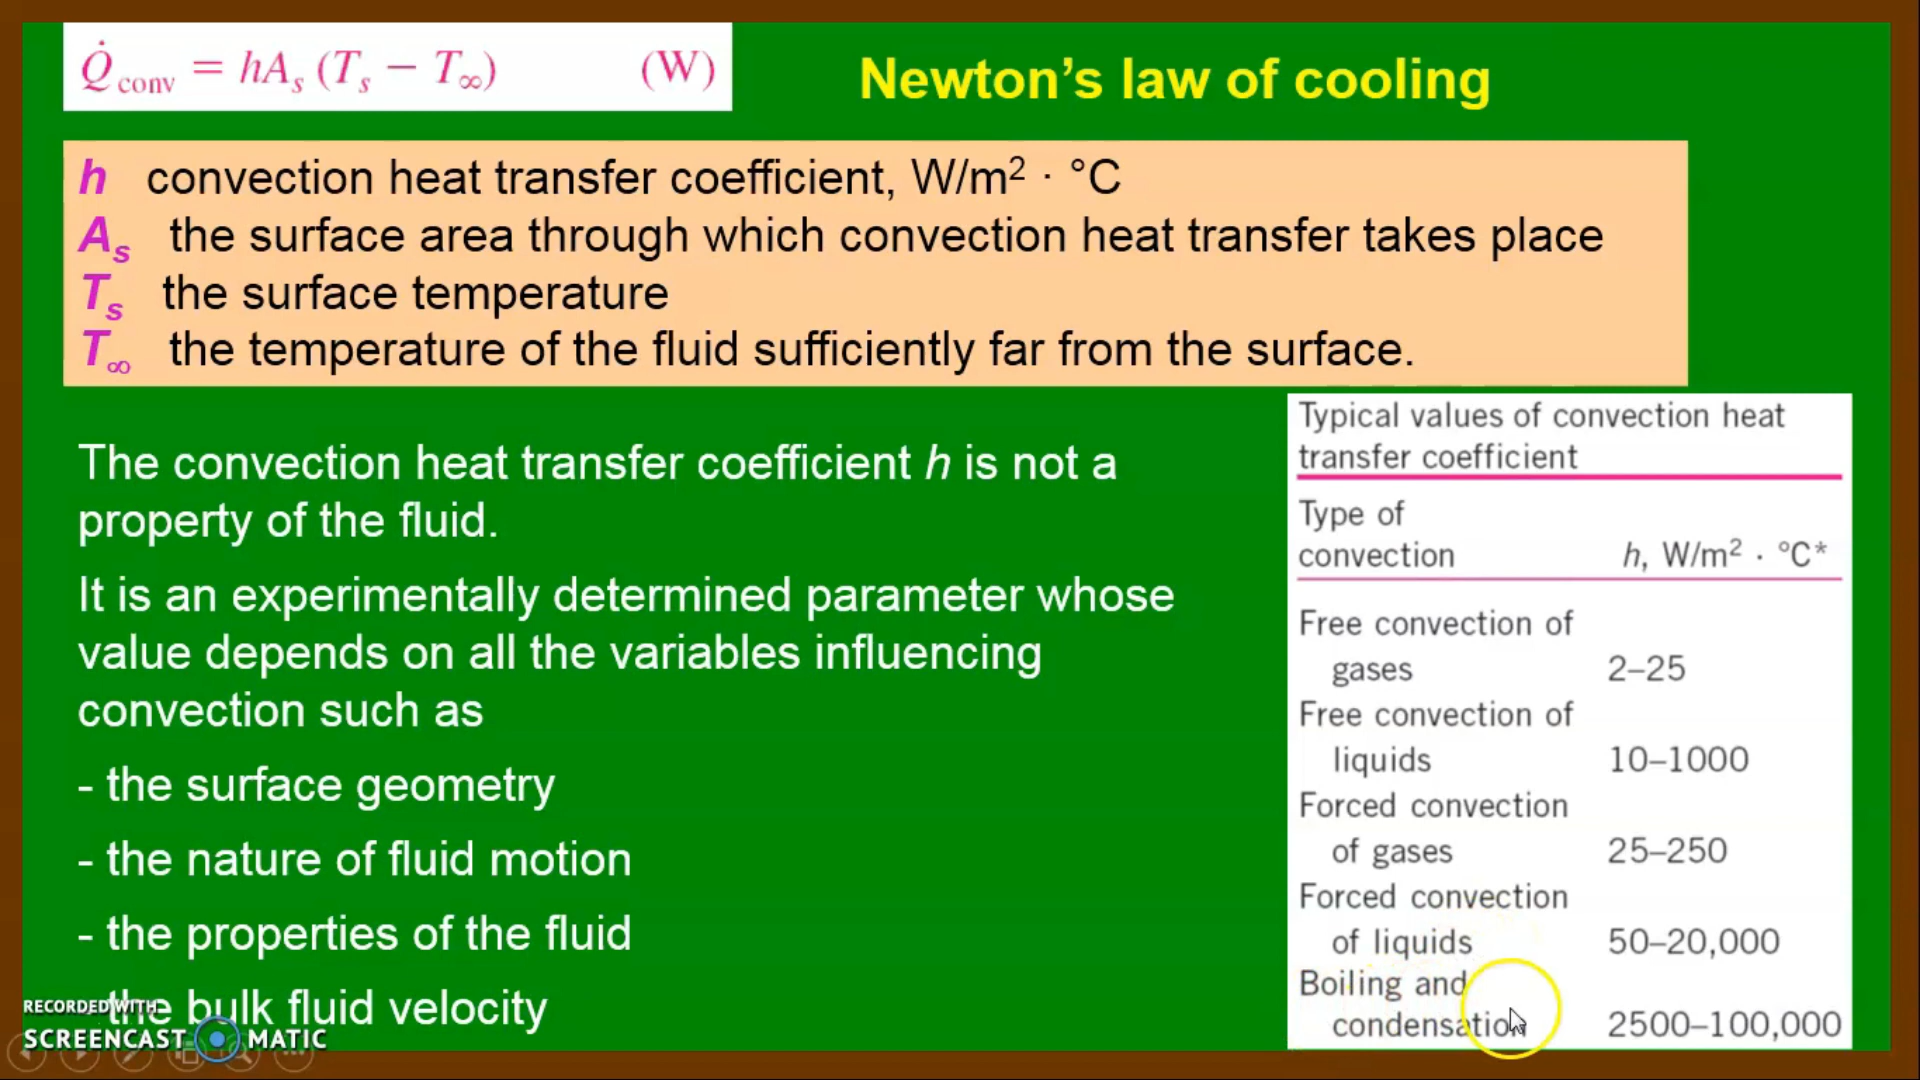 Q̇conv = hAs (Ts − T∞) (W)
Newton's law of cooling
h convection heat transfer coefficient, W/m² · °C
As the surface area through which convection heat transfer takes place
Ts the surface temperature
T∞ the temperature of the fluid sufficiently far from the surface.
The convection heat transfer coefficient h is not a
property of the fluid.
It is an experimentally determined parameter whose
value depends on all the variables influencing
convection such as
- the surface geometry
- the nature of fluid motion
- the properties of the fluid
- the bulk fluid velocity
Typical values of convection heat
transfer coefficient
Type of
convection h, W/m² · °C*
Free convection of
gases 2–25
Free convection of
liquids 10–1000
Forced convection
of gases 25–250
Forced convection
of liquids 50–20,000
Boiling and
condensation 2500–100,000
RECORDED WITH
SCREENCAST MATIC